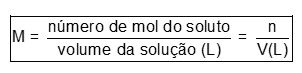 M = número de mol do soluto / volume da solução (L) = n / V(L)